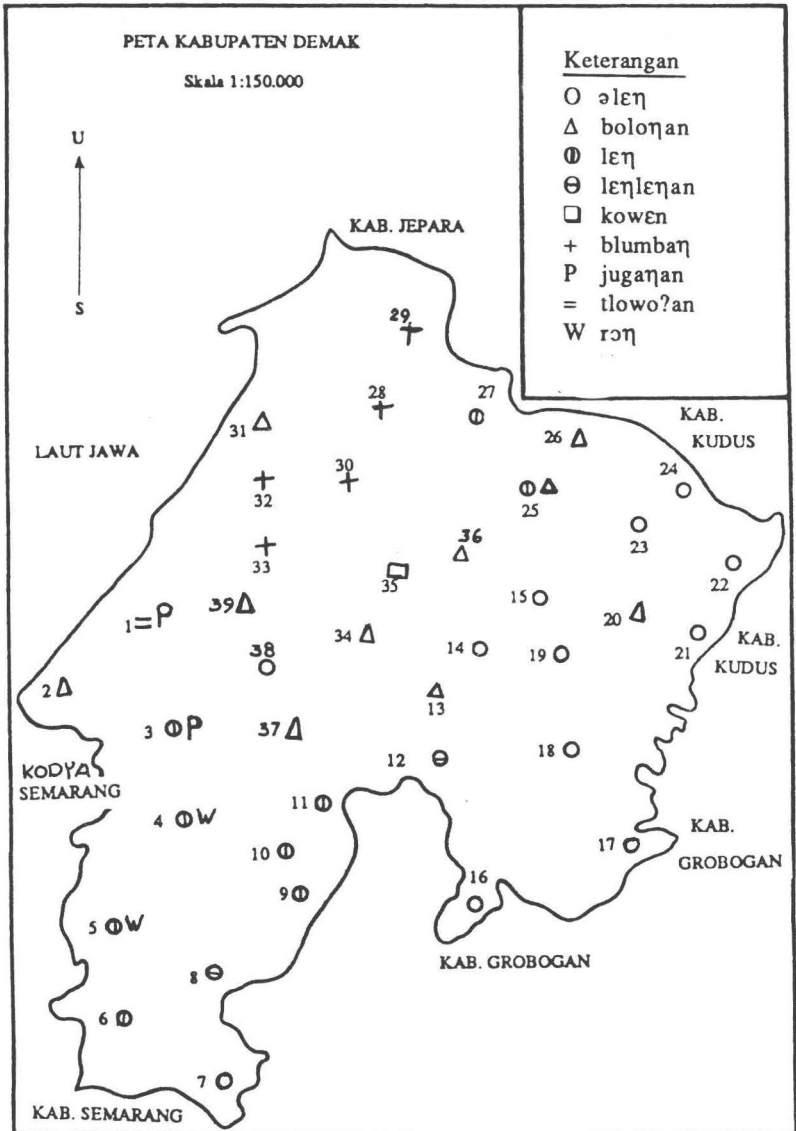 PETA KABUPATEN DEMAK
Skala 1:150.000
U
S
Keterangan
O əlɛŋ
Δ boloŋan
⦶ lɛŋ
⊖ lɛŋlɛŋan
□ kowɛn
+ blumbaŋ
P jugaŋan
= tlowo?an
W rɔŋ
KAB. JEPARA
29
28
27
KAB.
KUDUS
31
26
LAUT JAWA
30
24
32
25
23
36
33
22
35
15
39
20
1 = P
34
14
19
21
KAB.
KUDUS
38
2
13
3 P
37
12
18
KODYA
SEMARANG
11
4 W
KAB.
GROBOGAN
17
10
9
16
5 W
KAB. GROBOGAN
8
6
7
KAB. SEMARANG